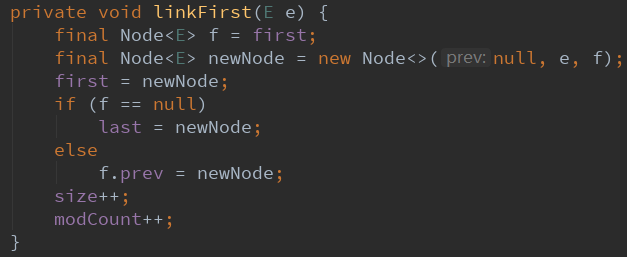 private void linkFirst(E e) {
    final Node<E> f = first;
    final Node<E> newNode = new Node<>(prev: null, e, f);
    first = newNode;
    if (f == null)
        last = newNode;
    else
        f.prev = newNode;
    size++;
    modCount++;
}